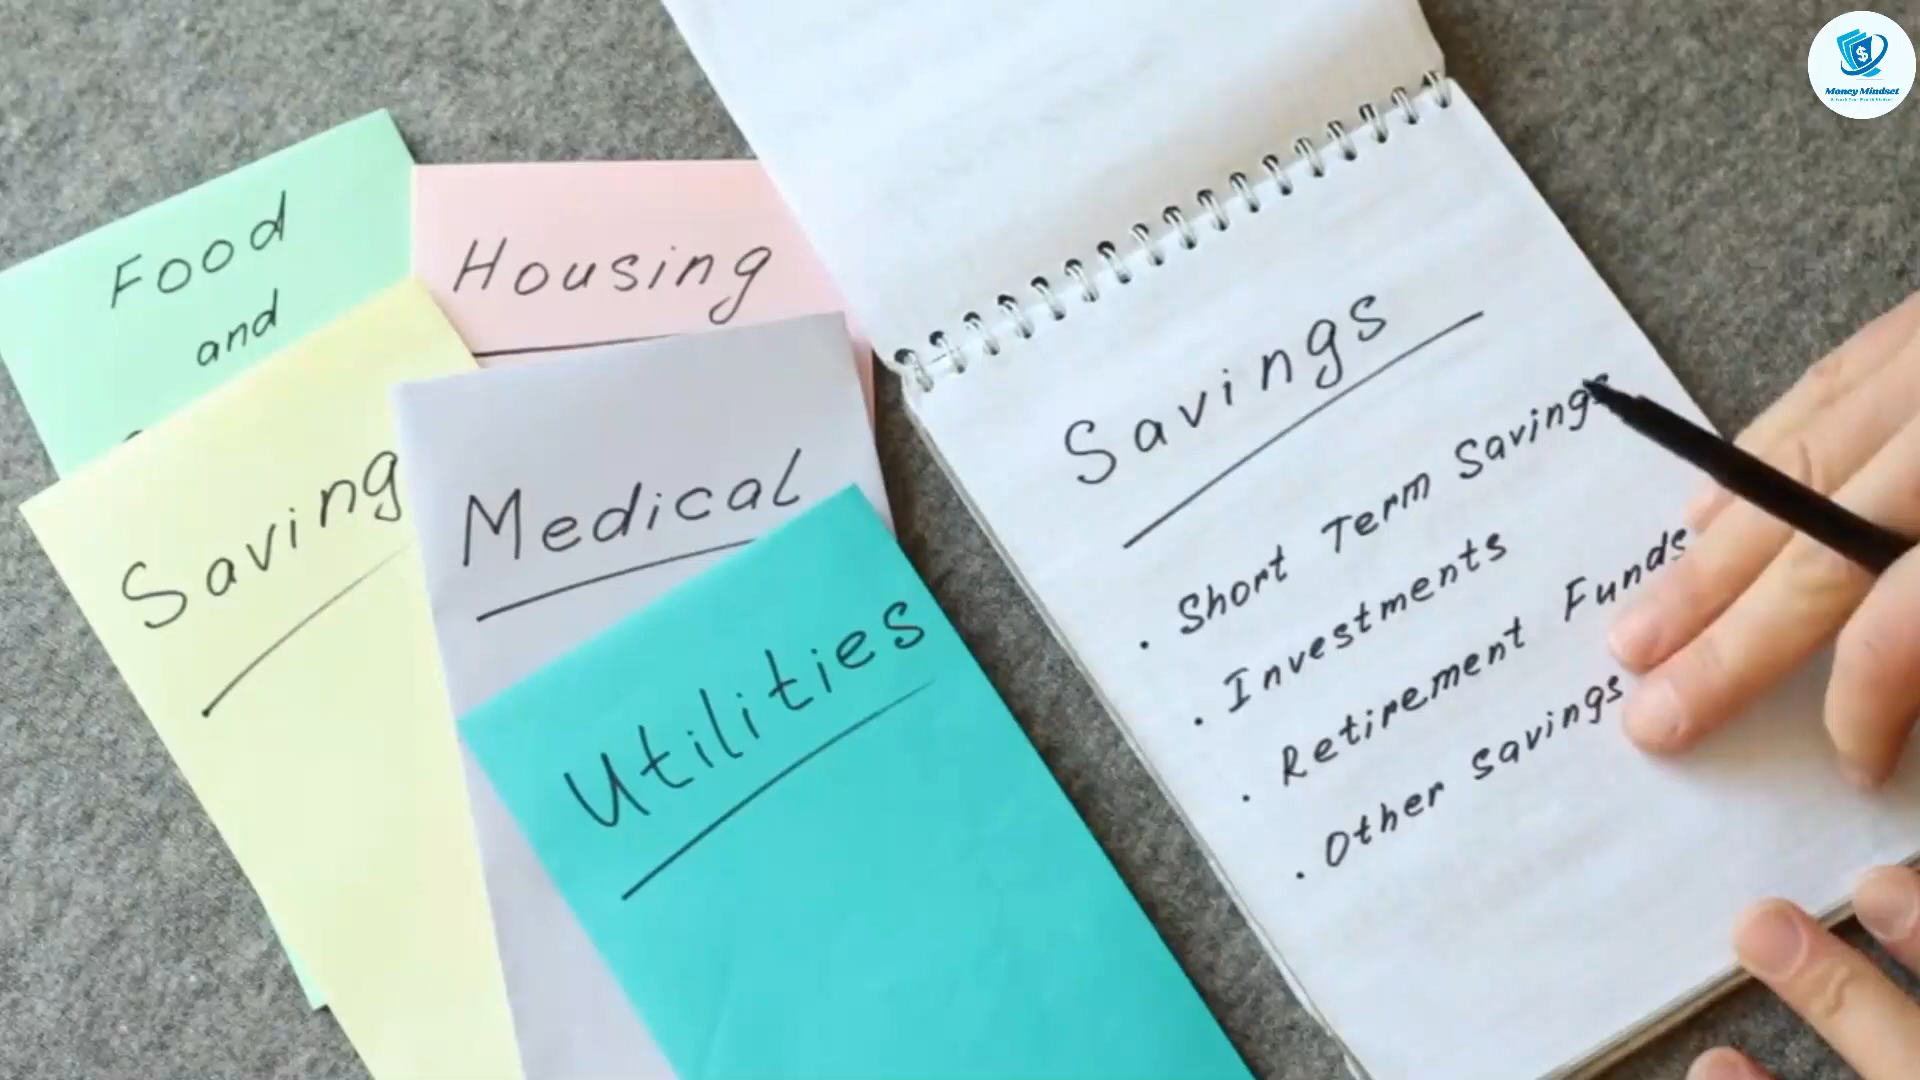 Food
and
Housing
Saving
Medical
Utilities
Savings
. Short Term Savings
. Investments
. Retirement Funds
. Other savings
Money Mindset